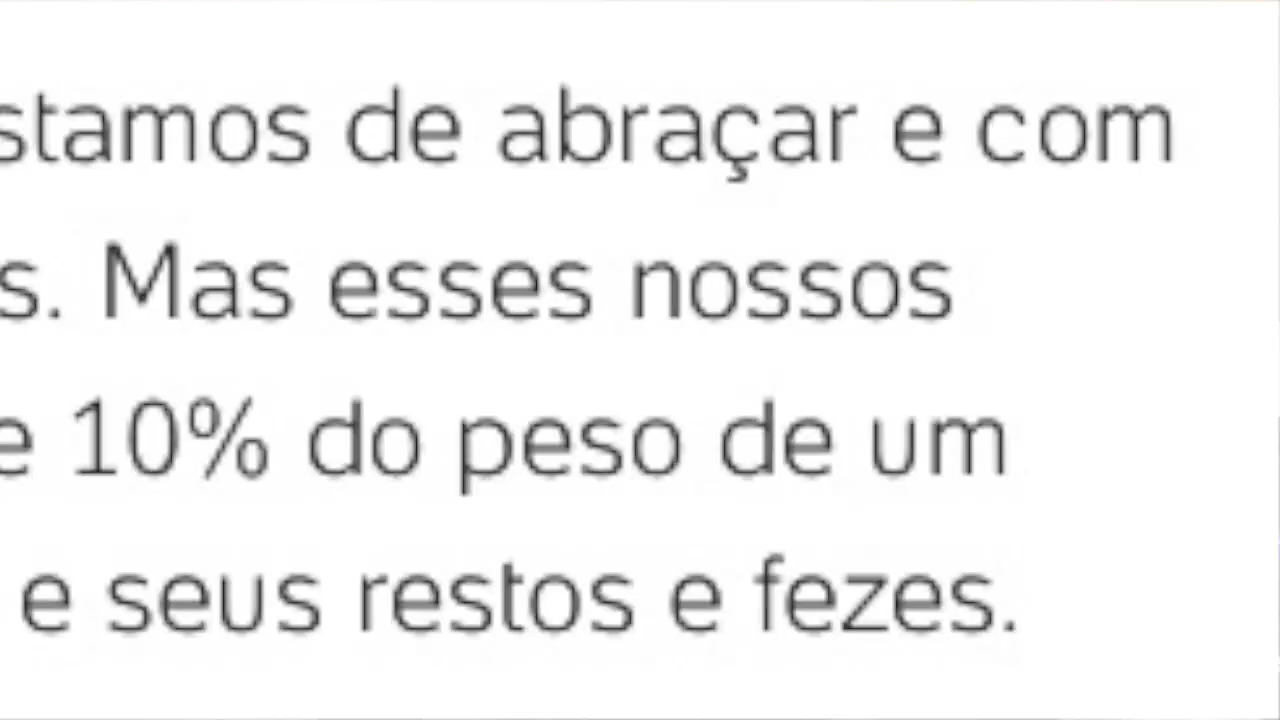 stamos de abraçar e com
s. Mas esses nossos
e 10% do peso de um
e seus restos e fezes.